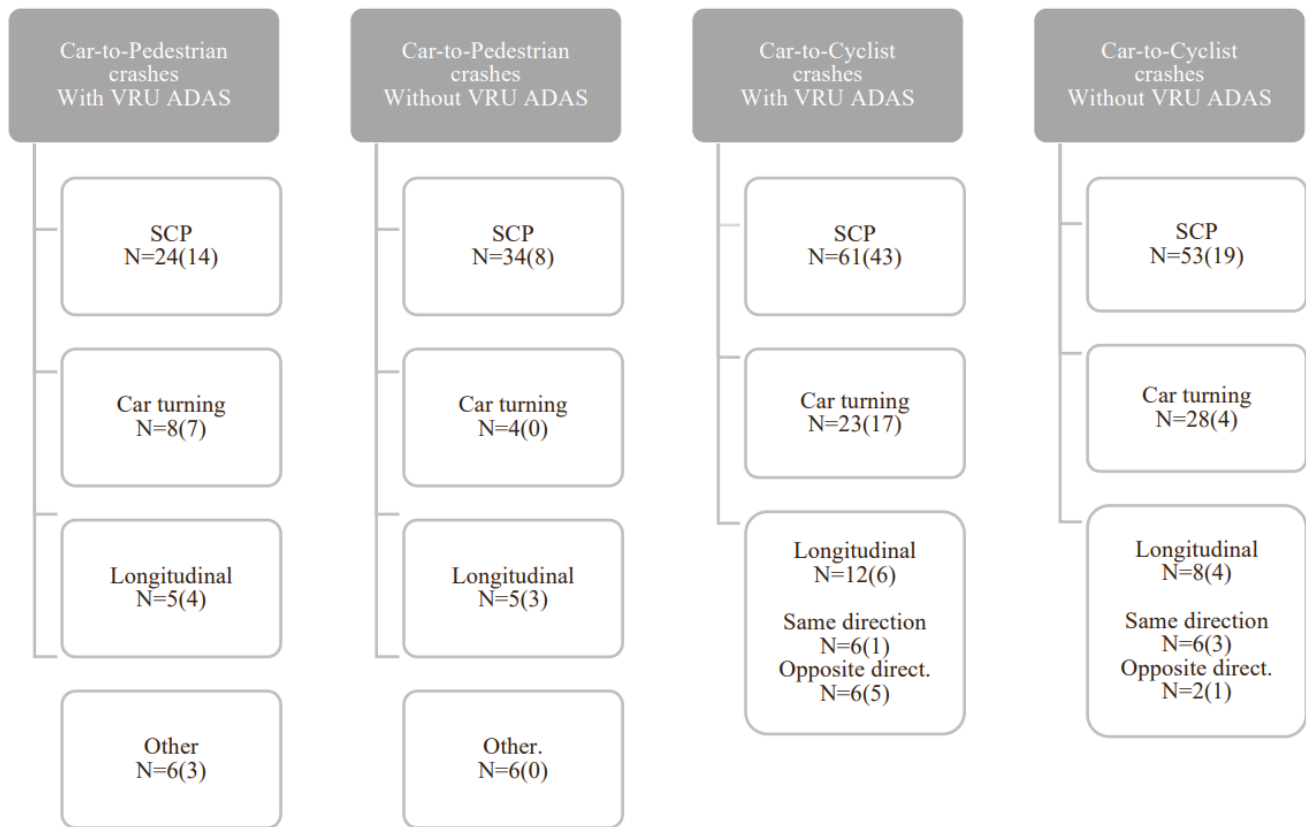 Car-to-Pedestrian
crashes
With VRU ADAS
SCP
N=24(14)
Car turning
N=8(7)
Longitudinal
N=5(4)
Other
N=6(3)
Car-to-Pedestrian
crashes
Without VRU ADAS
SCP
N=34(8)
Car turning
N=4(0)
Longitudinal
N=5(3)
Other.
N=6(0)
Car-to-Cyclist
crashes
With VRU ADAS
SCP
N=61(43)
Car turning
N=23(17)
Longitudinal
N=12(6)
Same direction
N=6(1)
Opposite direct.
N=6(5)
Car-to-Cyclist
crashes
Without VRU ADAS
SCP
N=53(19)
Car turning
N=28(4)
Longitudinal
N=8(4)
Same direction
N=6(3)
Opposite direct.
N=2(1)